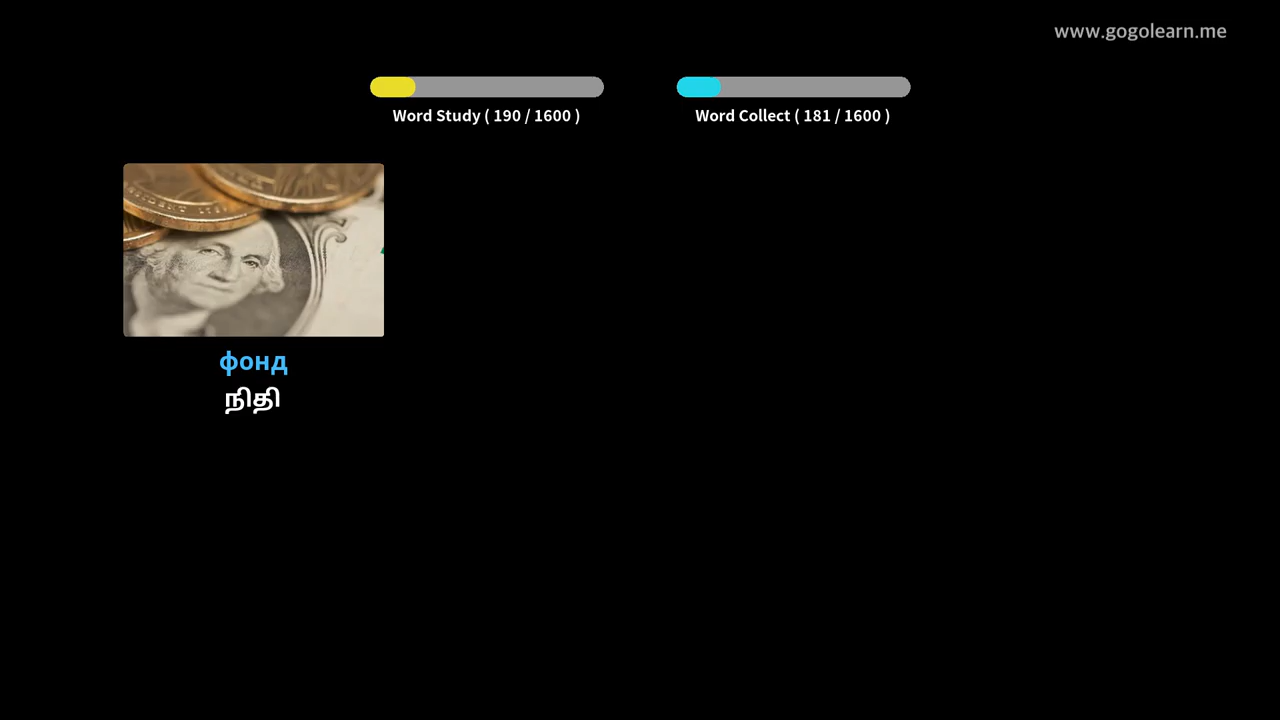 www.gogolearn.me
Word Study ( 190 / 1600 )
Word Collect ( 181 / 1600 )
фонд
நிதி